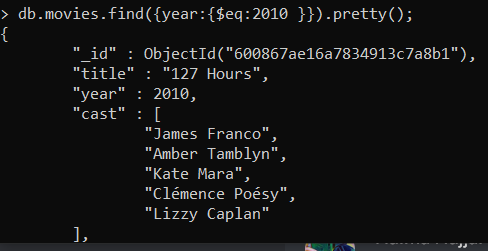 > db.movies.find({year:{$eq:2010 }}).pretty();
{
"_id" : ObjectId("600867ae16a7834913c7a8b1"),
"title" : "127 Hours",
"year" : 2010,
"cast" : [
"James Franco",
"Amber Tamblyn",
"Kate Mara",
"Clémence Poésy",
"Lizzy Caplan"
],